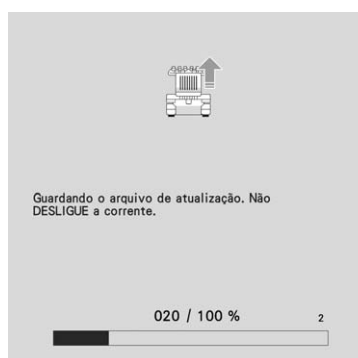 Guardando o arquivo de atualização. Não
DESLIGUE a corrente.
020 / 100 %
2